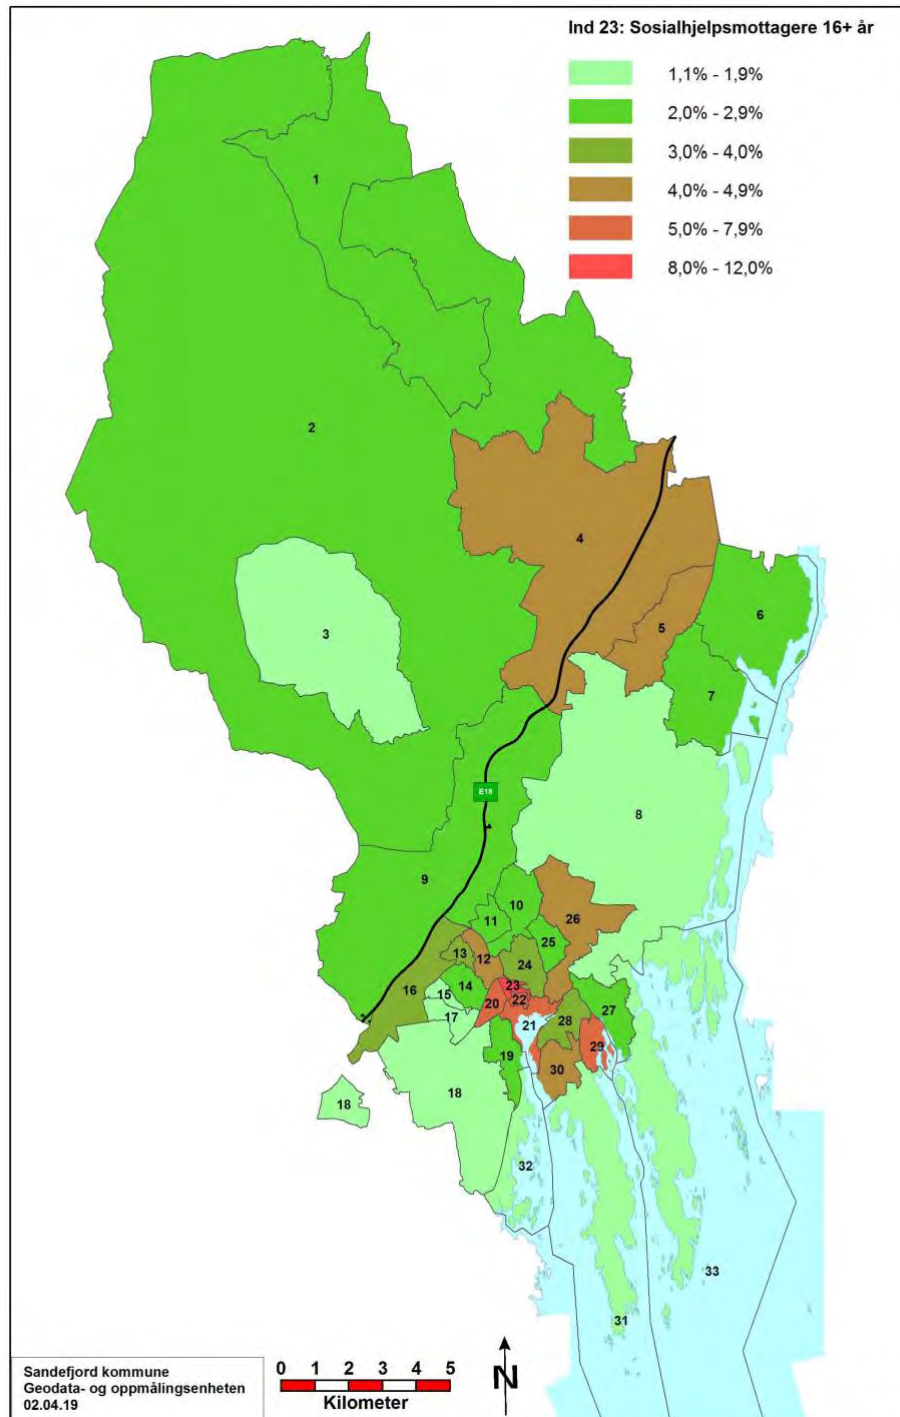 Ind 23: Sosialhjelpsmottagere 16+ år
1,1% - 1,9%
2,0% - 2,9%
3,0% - 4,0%
4,0% - 4,9%
5,0% - 7,9%
8,0% - 12,0%
1
2
4
5
6
3
7
E18
8
9
10
11
26
25
13
12
24
16
14
15
23
20
22
17
27
21
28
19
29
30
18
18
32
33
31
Sandefjord kommune
Geodata- og oppmålingsenheten
02.04.19
0 1 2 3 4 5
Kilometer
N